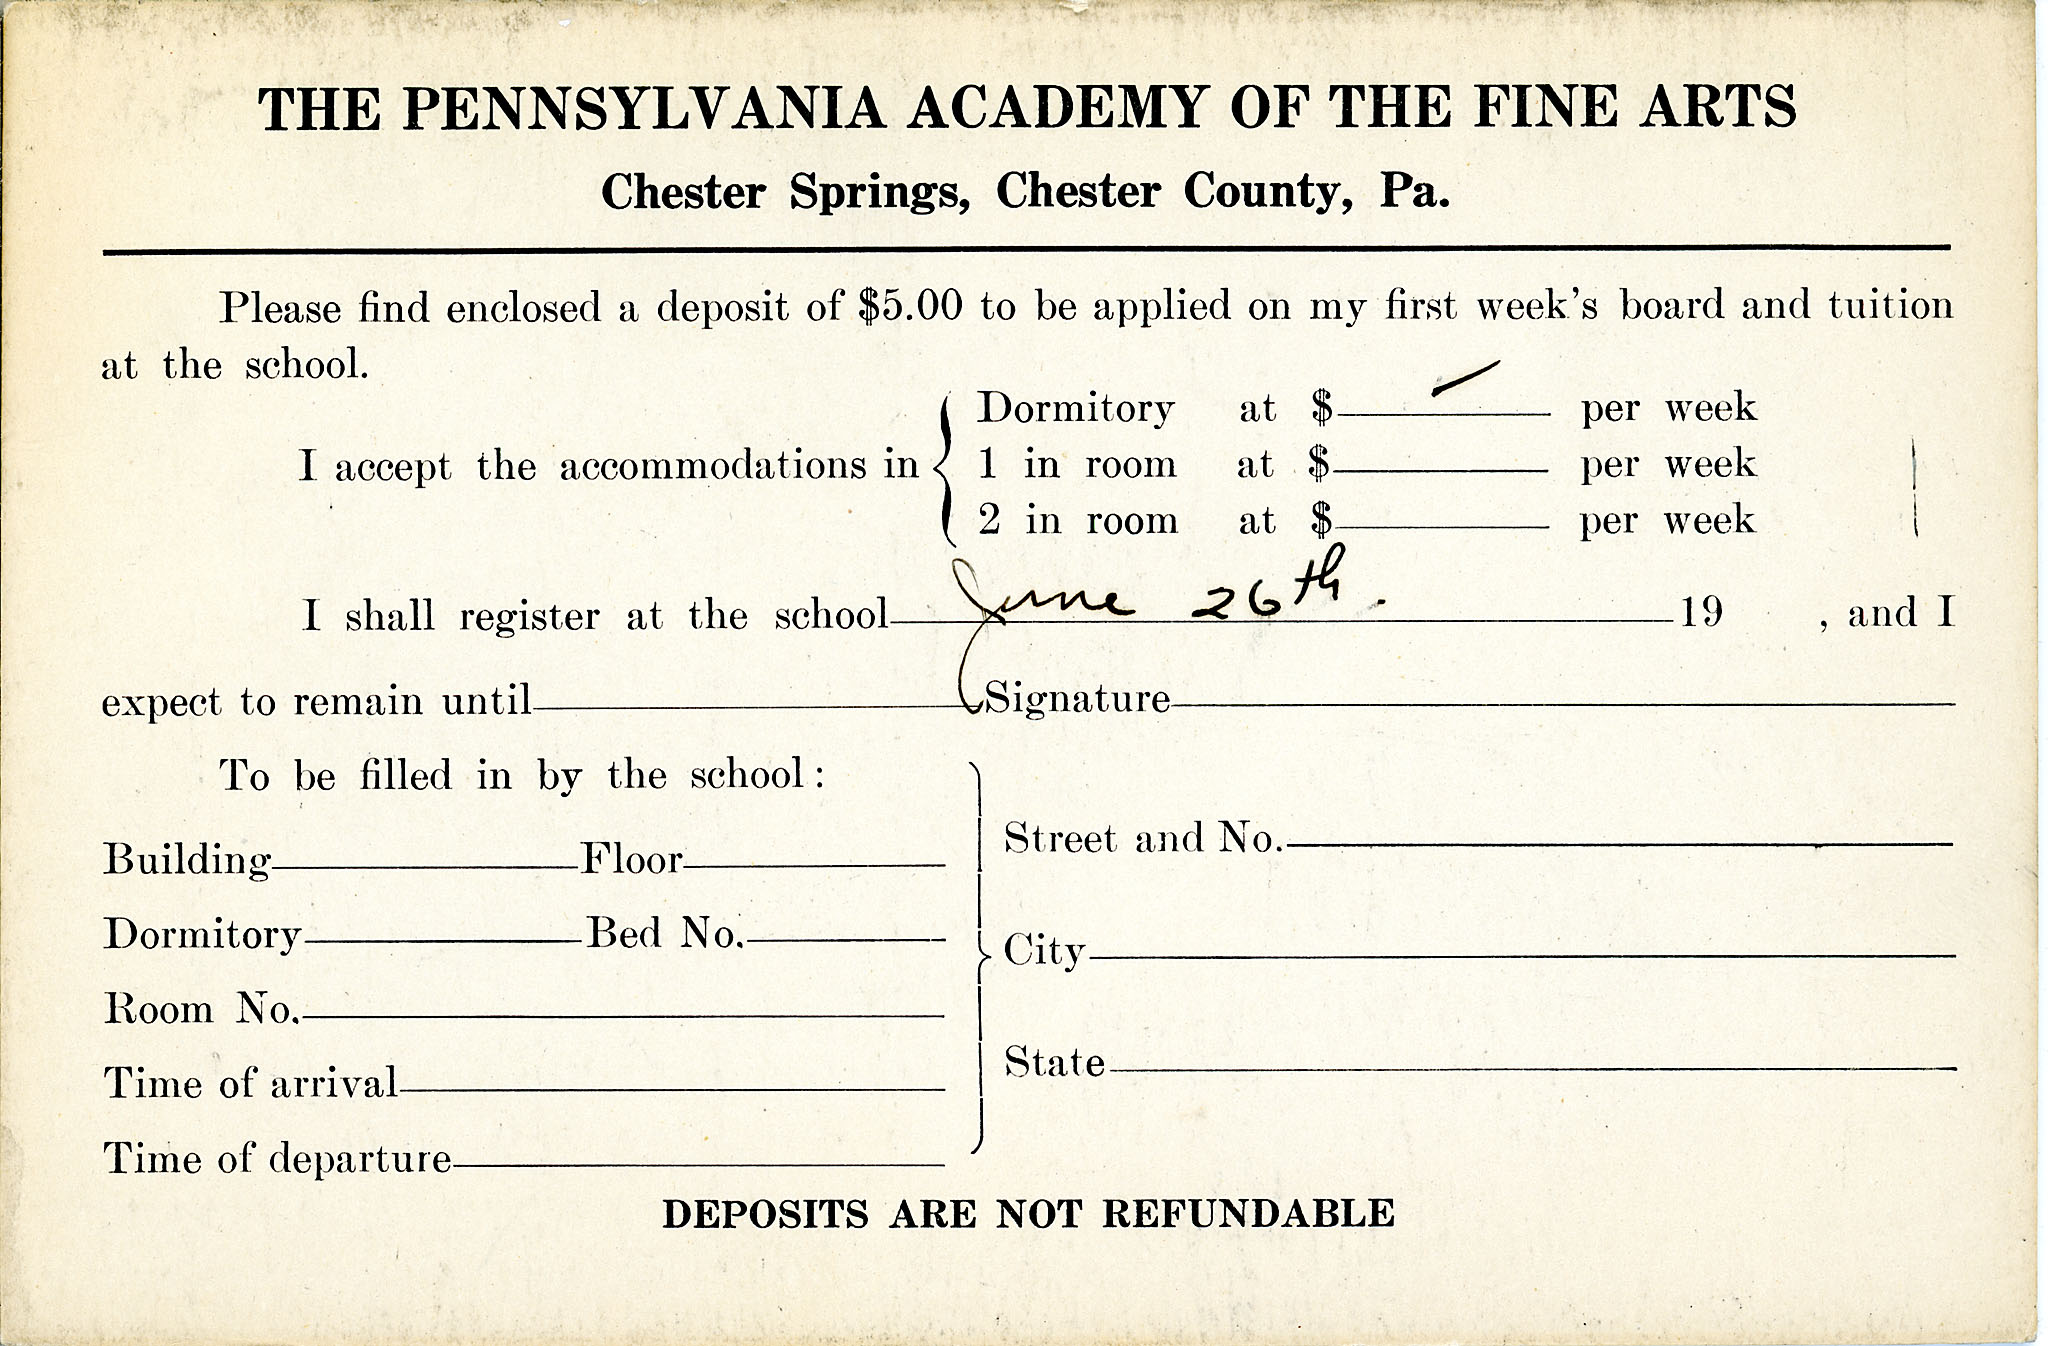 THE PENNSYLVANIA ACADEMY OF THE FINE ARTS
Chester Springs, Chester County, Pa.
Please find enclosed a deposit of $5.00 to be applied on my first week's board and tuition
at the school.
Dormitory at $ per week
I accept the accommodations in 1 in room at $ per week
2 in room at $ per week
I shall register at the school June 26th. 19 , and I
expect to remain until Signature
To be filled in by the school:
Street and No.
Building Floor
Dormitory Bed No.
City
Room No.
State
Time of arrival
Time of departure
DEPOSITS ARE NOT REFUNDABLE